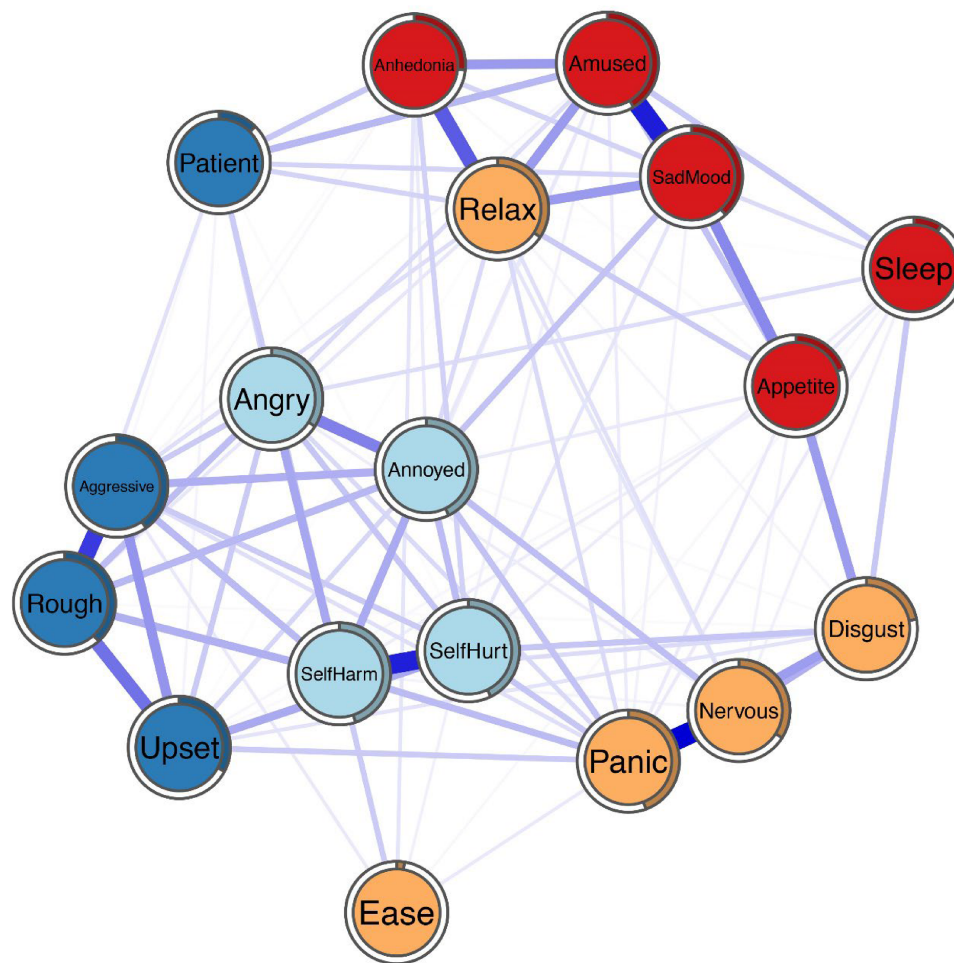 Anhedonia
Amused
Patient
SadMood
Relax
Sleep
Appetite
Angry
Annoyed
Aggressive
Rough
Disgust
SelfHurt
SelfHarm
Nervous
Upset
Panic
Ease